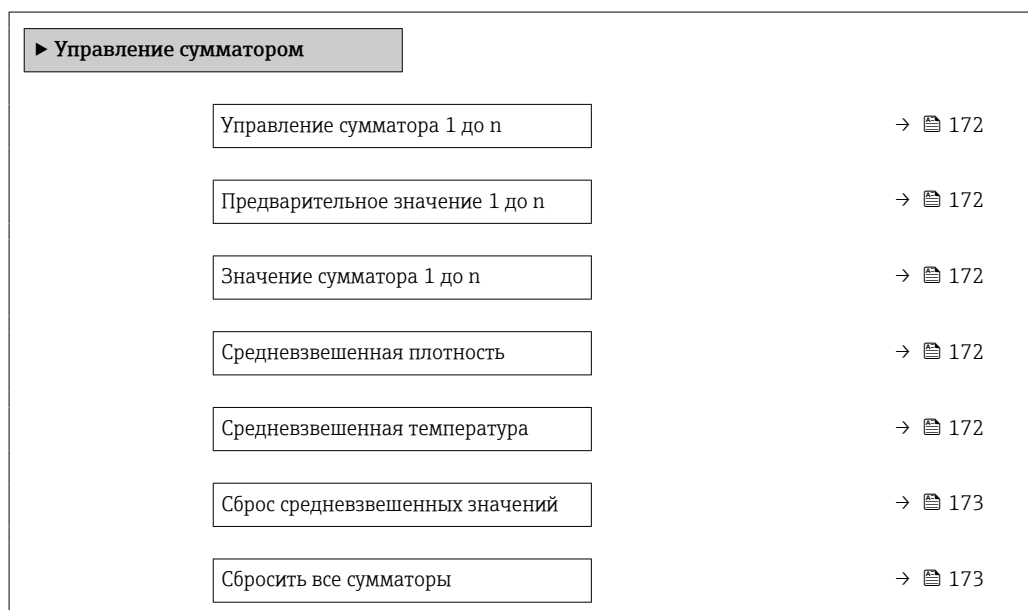 ▶ Управление сумматором
Управление сумматора 1 до n → 172
Предварительное значение 1 до n → 172
Значение сумматора 1 до n → 172
Средневзвешенная плотность → 172
Средневзвешенная температура → 172
Сброс средневзвешенных значений → 173
Сбросить все сумматоры → 173